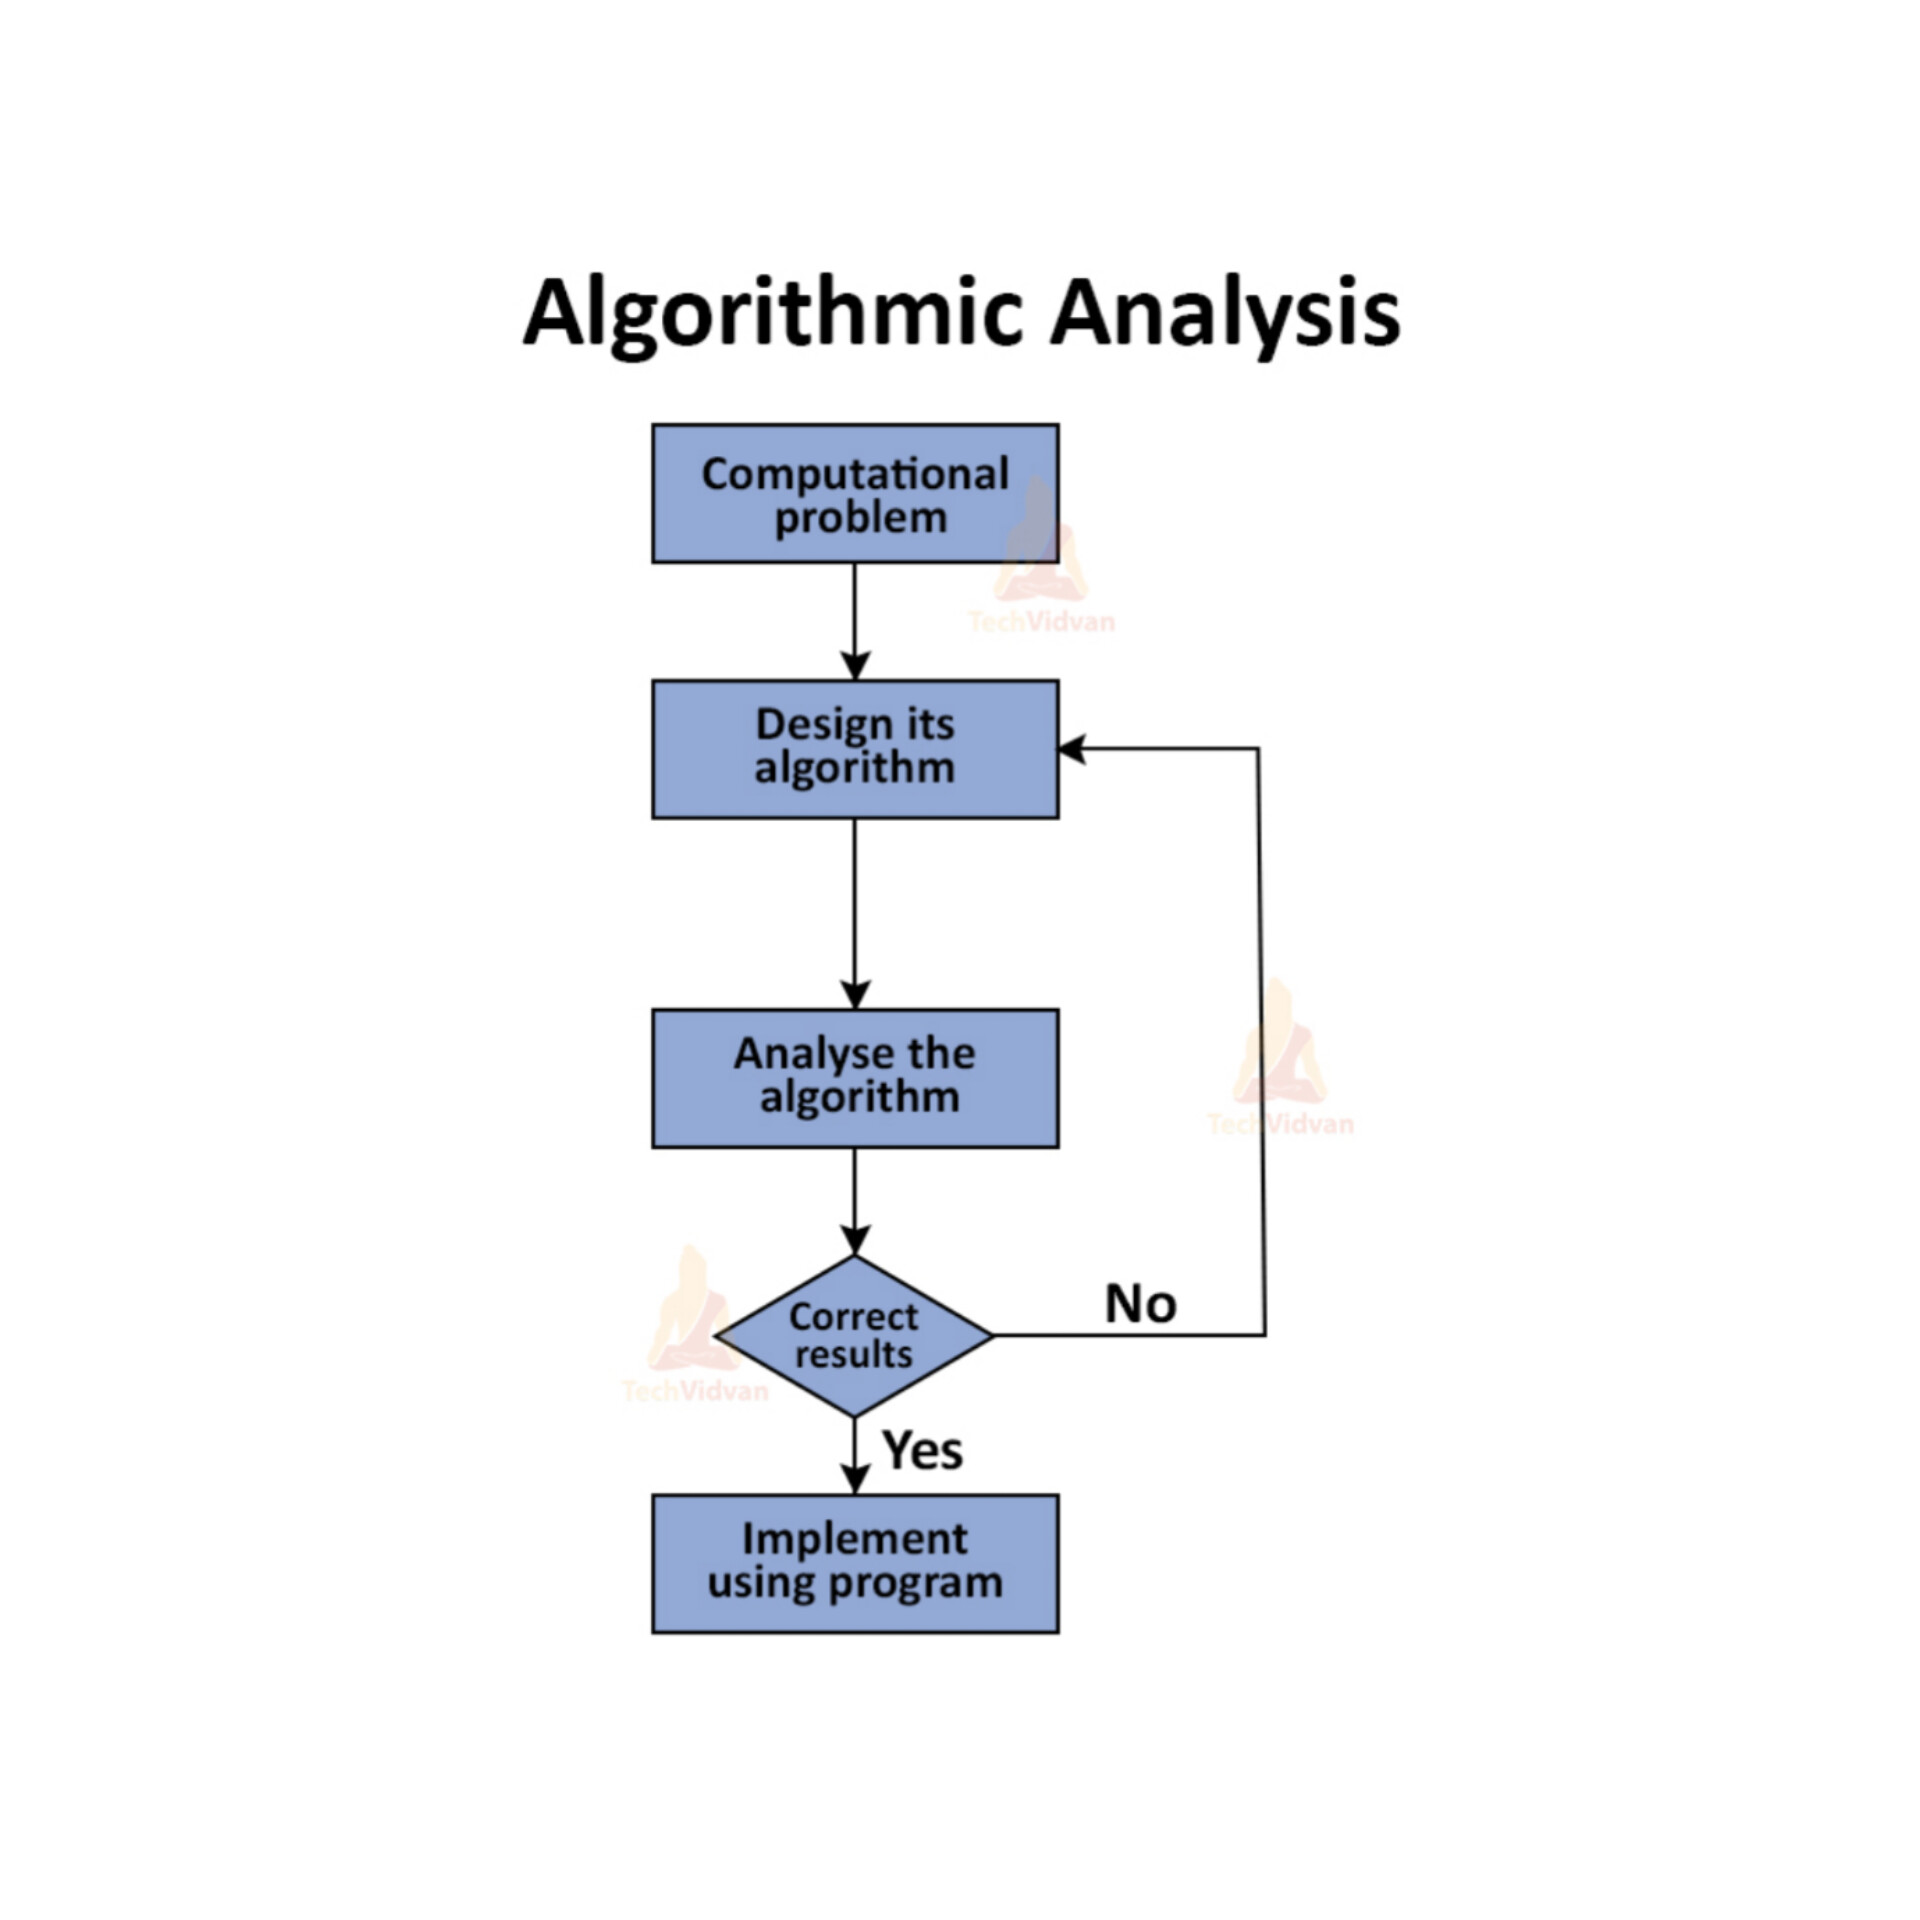 Algorithmic Analysis
Computational
problem
TechVidvan
Design its
algorithm
Analyse the
algorithm
TechVidvan
No
Correct
results
TechVidvan
Yes
Implement
using program